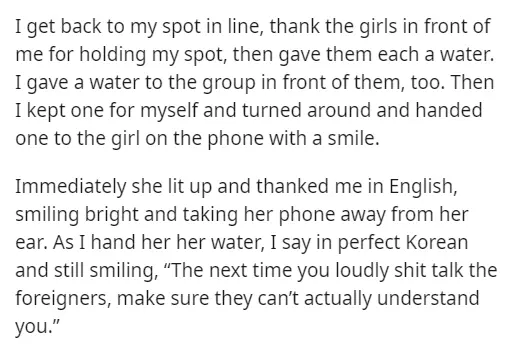 I get back to my spot in line, thank the girls in front of
me for holding my spot, then gave them each a water.
I gave a water to the group in front of them, too. Then
I kept one for myself and turned around and handed
one to the girl on the phone with a smile.
Immediately she lit up and thanked me in English,
smiling bright and taking her phone away from her
ear. As I hand her her water, I say in perfect Korean
and still smiling, “The next time you loudly shit talk the
foreigners, make sure they can’t actually understand
you.”